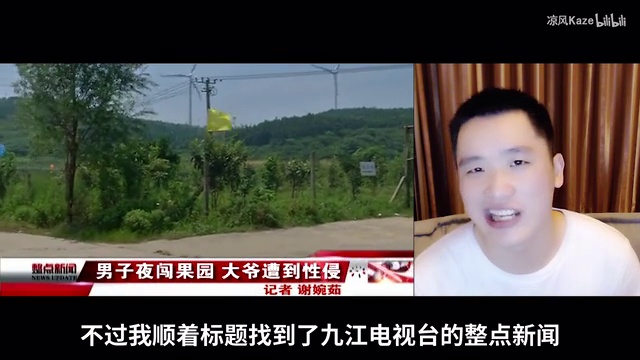 凉风Kaze bilibili
整点新闻
NEWS UPDATE
男子夜闯果园 大爷遭到性侵
记者 谢婉茹
不过我顺着标题找到了九江电视台的整点新闻